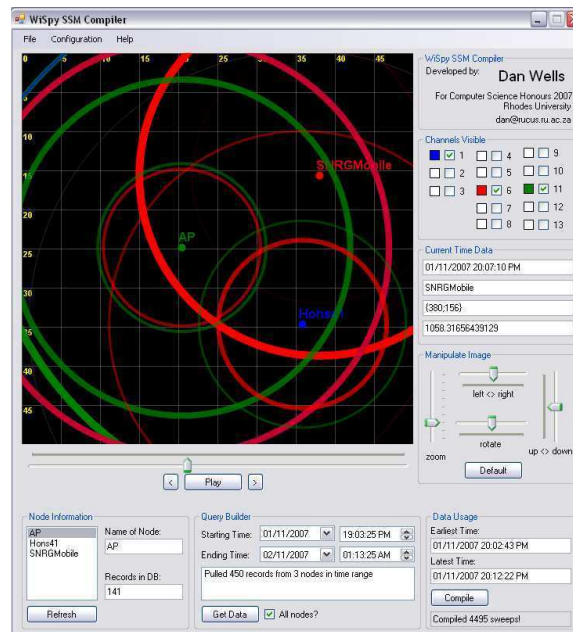 WiSpy SSM Compiler
File Configuration Help
0 5 10 15 20 25 30 35 40 45
10
15
20
25
30
35
40
45
SNRGMobile
AP
Hons41
WiSpy SSM Compiler
Developed by: Dan Wells
For Computer Science Honours 2007
Rhodes University
dan@rucus.ru.ac.za
Channels Visible
1 4 9
2 5 10
3 6 11
7 12
8 13
Current Time Data
01/11/2007 20:07:10 PM
SNRGMobile
{380;156}
1058.31656439129
Manipulate Image
left <> right
rotate
zoom
up <> down
Default
< Play >
Node Information
AP
Hons41
SNRGMobile
Name of Node:
AP
Records in DB:
141
Refresh
Query Builder
Starting Time: 01/11/2007 19:03:25 PM
Ending Time: 02/11/2007 01:13:25 AM
Pulled 450 records from 3 nodes in time range
Get Data All nodes?
Data Usage
Earliest Time:
01/11/2007 20:02:43 PM
Latest Time:
01/11/2007 20:12:22 PM
Compile
Compiled 4495 sweeps!